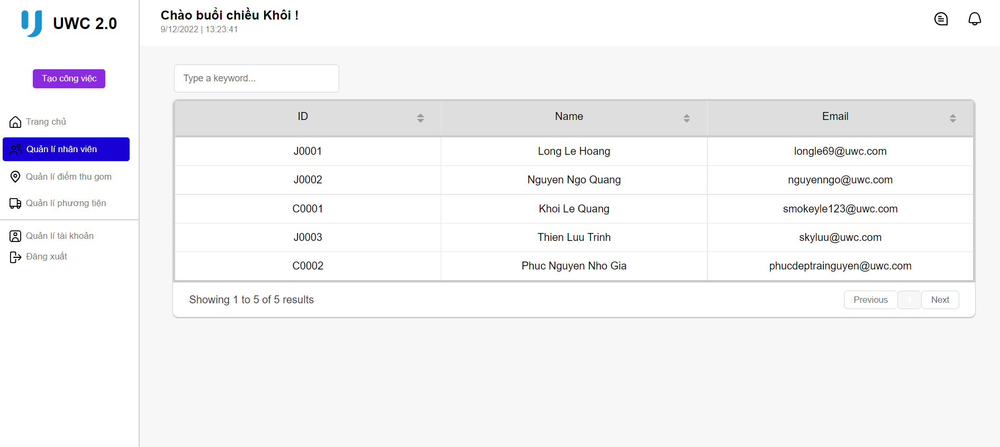 UWC 2.0
Chào buổi chiều Khôi !
9/12/2022 | 13:23:41
Tạo công việc
Trang chủ
Quản lí nhân viên
Quản lí điểm thu gom
Quản lí phương tiện
Quản lí tài khoản
Đăng xuất
Type a keyword...
ID Name Email
J0001 Long Le Hoang longle69@uwc.com
J0002 Nguyen Ngo Quang nguyenngo@uwc.com
C0001 Khoi Le Quang smokeyle123@uwc.com
J0003 Thien Luu Trinh skyluu@uwc.com
C0002 Phuc Nguyen Nho Gia phucdeptrainguyen@uwc.com
Showing 1 to 5 of 5 results
Previous 1 Next